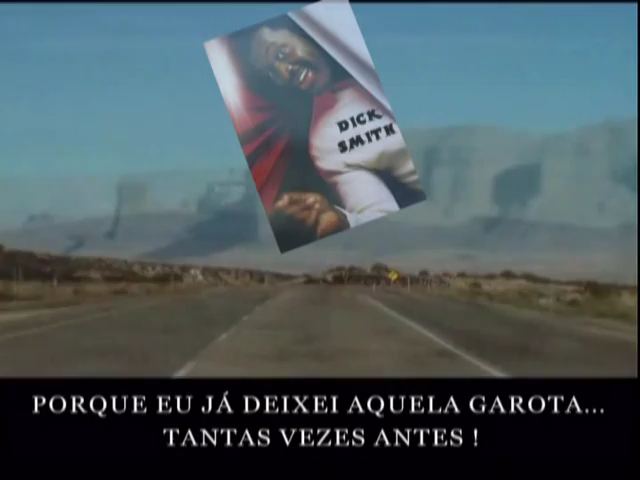 DICK
SMITH
PORQUE EU JÁ DEIXEI AQUELA GAROTA...
TANTAS VEZES ANTES !